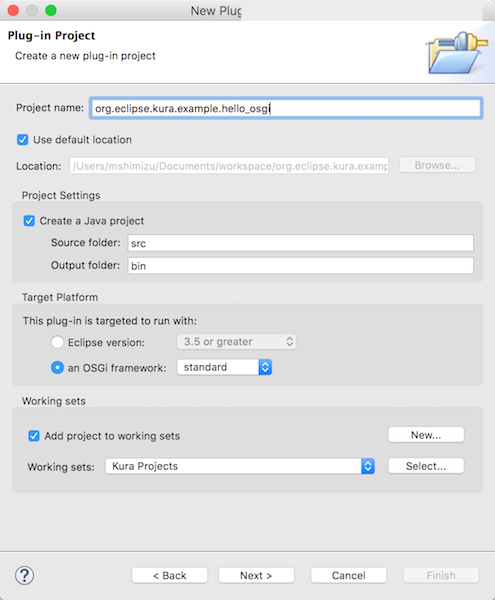 New Plug
Plug-in Project
Create a new plug-in project
Project name: org.eclipse.kura.example.hello_osgi
Use default location
Location: /Users/mshimizu/Documents/workspace/org.eclipse.kura.examp Browse...
Project Settings
Create a Java project
Source folder: src
Output folder: bin
Target Platform
This plug-in is targeted to run with:
Eclipse version: 3.5 or greater
an OSGi framework: standard
Working sets
Add project to working sets New...
Working sets: Kura Projects Select...
? < Back Next > Cancel Finish